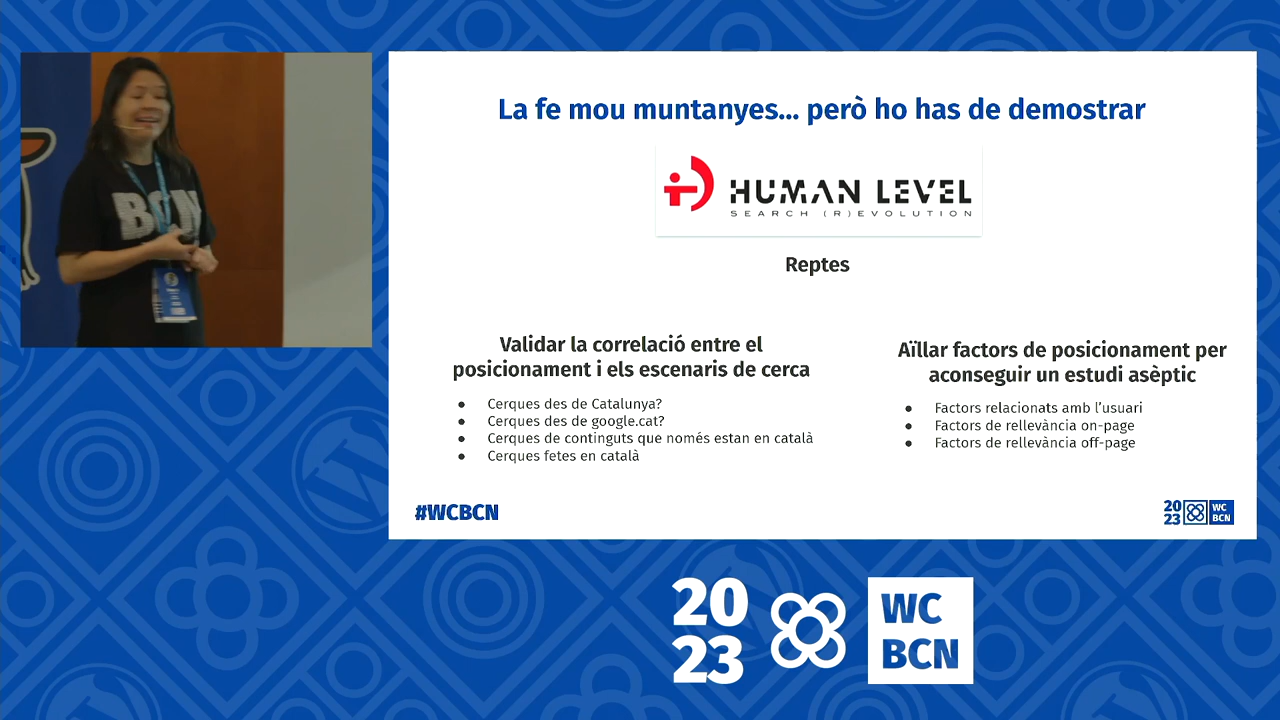 La fe mou muntanyes... però ho has de demostrar
HUMAN LEVEL
SEARCH (R)EVOLUTION
Reptes
Validar la correlació entre el
posicionament i els escenaris de cerca
● Cerques des de Catalunya?
● Cerques des de google.cat?
● Cerques de continguts que només estan en català
● Cerques fetes en català
Aïllar factors de posicionament per
aconseguir un estudi asèptic
● Factors relacionats amb l'usuari
● Factors de rellevància on-page
● Factors de rellevància off-page
#WCBCN
20
23
WC
BCN
BCN
20
23
WC
BCN